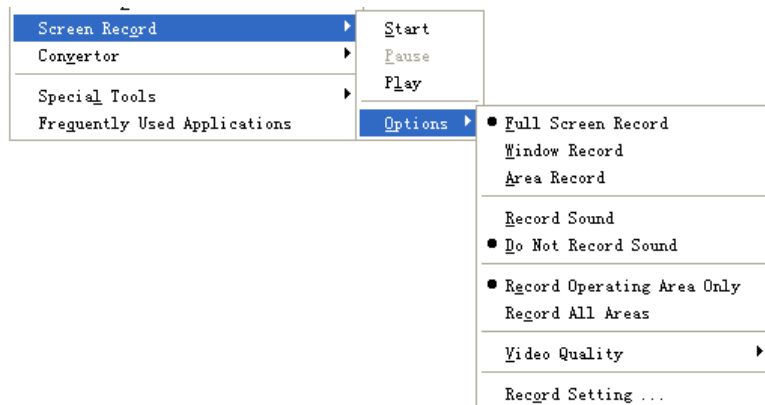 Screen Record
Convertor
Special Tools
Frequently Used Applications
Start
Pause
Play
Options
Full Screen Record
Window Record
Area Record
Record Sound
Do Not Record Sound
Record Operating Area Only
Record All Areas
Video Quality
Record Setting ...